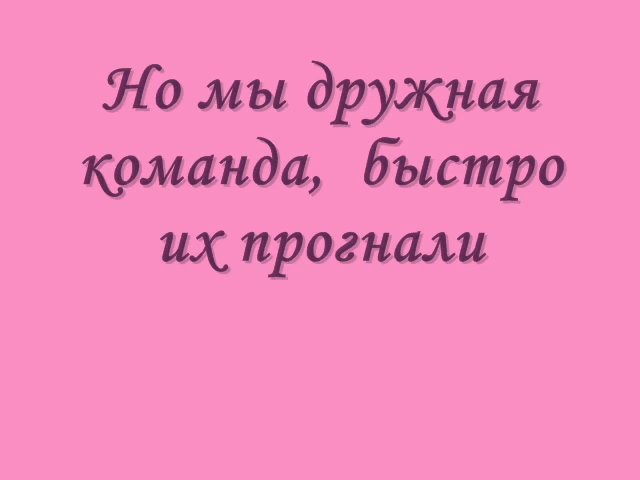 Но мы дружная
команда, быстро
их прогнали